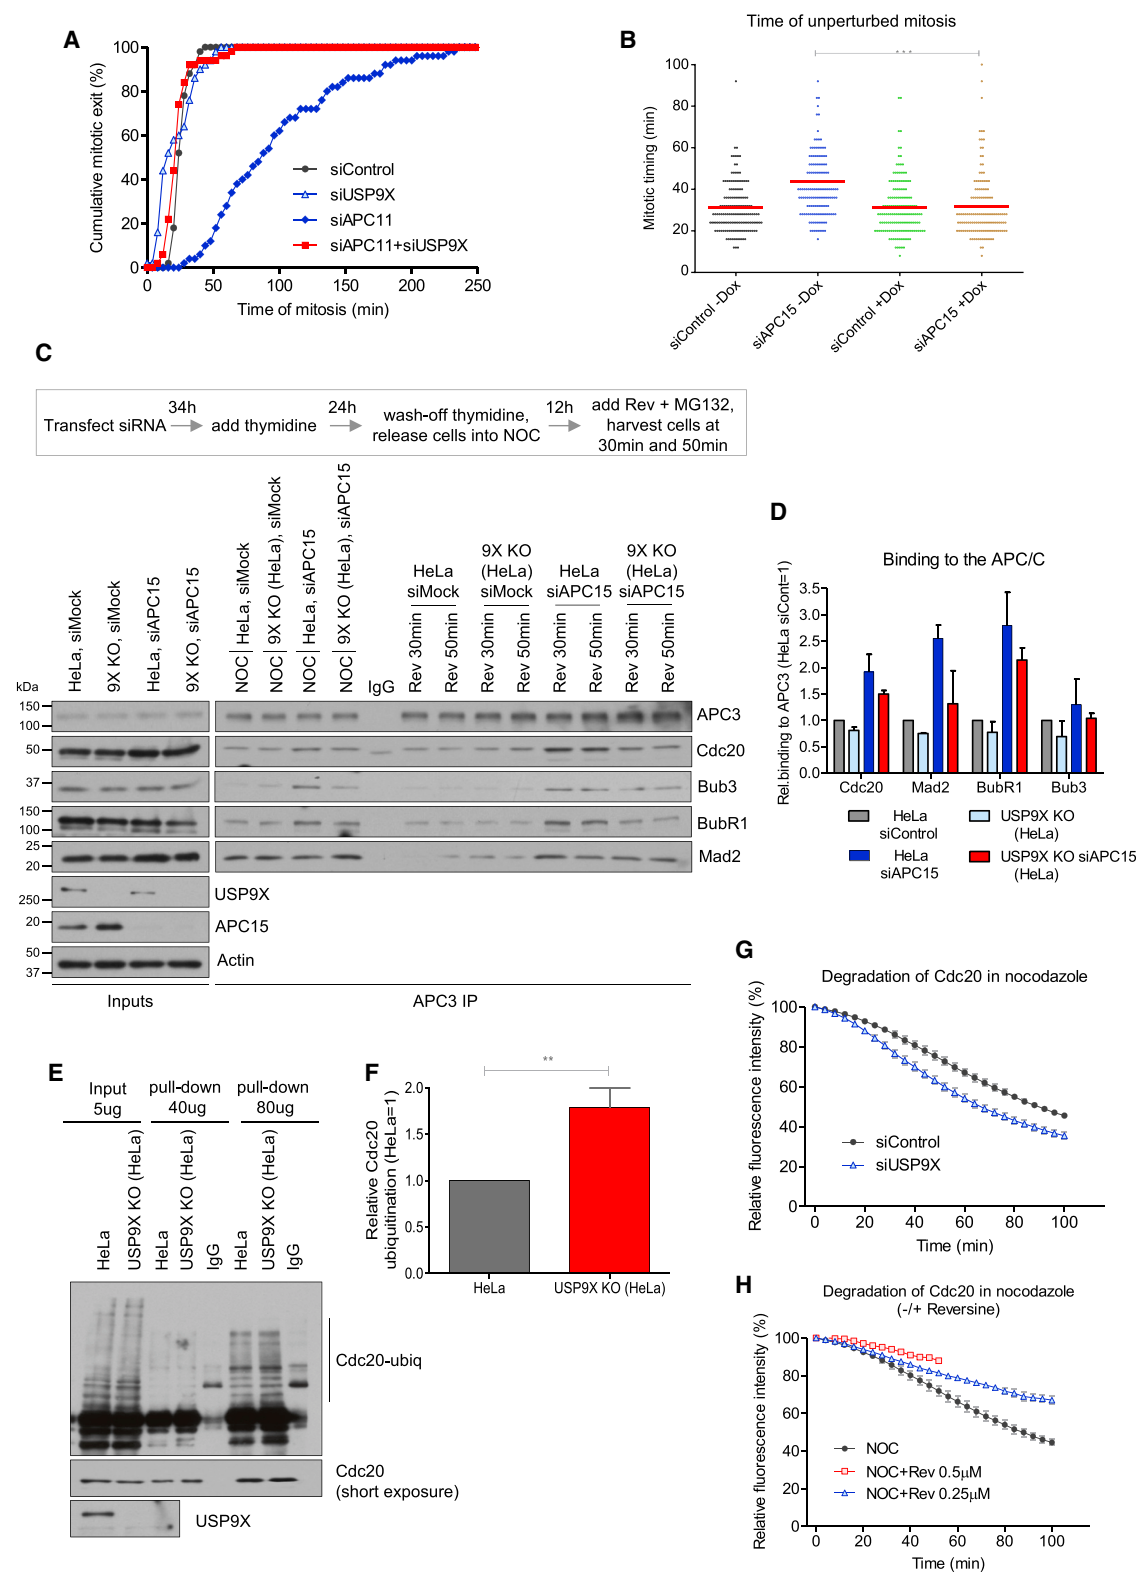 A
Cumulative mitotic exit (%)
100
80
60
40
20
0
0
50
100
150
200
250
Time of mitosis (min)
siControl
siUSP9X
siAPC11
siAPC11+siUSP9X
B
Time of unperturbed mitosis
***
Mitotic timing (min)
100
80
60
40
20
0
siControl -Dox
siAPC15 -Dox
siControl +Dox
siAPC15 +Dox
C
Transfect siRNA
34h
add thymidine
24h
wash-off thymidine,
release cells into NOC
12h
add Rev + MG132,
harvest cells at
30min and 50min
HeLa, siMock
9X KO, siMock
HeLa, siAPC15
9X KO, siAPC15
NOC
HeLa, siMock
NOC
9X KO (HeLa), siMock
NOC
HeLa, siAPC15
NOC
9X KO (HeLa), siAPC15
IgG
HeLa
siMock
9X KO
(HeLa)
siMock
HeLa
siAPC15
9X KO
(HeLa)
siAPC15
Rev 30min
Rev 50min
Rev 30min
Rev 50min
Rev 30min
Rev 50min
Rev 30min
Rev 50min
kDa
150
100
APC3
50
Cdc20
37
Bub3
150
100
BubR1
25
20
Mad2
250
USP9X
20
APC15
50
37
Actin
Inputs
APC3 IP
D
Binding to the APC/C
Rel.binding to APC3 (HeLa siCont=1)
3.5
3.0
2.5
2.0
1.5
1.0
0.5
0.0
Cdc20
Mad2
BubR1
Bub3
HeLa
siControl
USP9X KO
(HeLa)
HeLa
siAPC15
USP9X KO siAPC15
(HeLa)
E
Input
5ug
pull-down
40ug
pull-down
80ug
HeLa
USP9X KO (HeLa)
HeLa
USP9X KO (HeLa)
IgG
HeLa
USP9X KO (HeLa)
IgG
Cdc20-ubiq
Cdc20
(short exposure)
USP9X
F
**
Relative Cdc20
ubiquitination (HeLa=1)
2.0
1.5
1.0
0.5
0.0
HeLa
USP9X KO (HeLa)
G
Degradation of Cdc20 in nocodazole
Relative fluorescence intensity (%)
100
80
60
40
20
0
siControl
siUSP9X
0
20
40
60
80
100
Time (min)
H
Degradation of Cdc20 in nocodazole
(-/+ Reversine)
Relative fluorescence intensity (%)
100
80
60
40
20
0
NOC
NOC+Rev 0.5µM
NOC+Rev 0.25µM
0
20
40
60
80
100
Time (min)